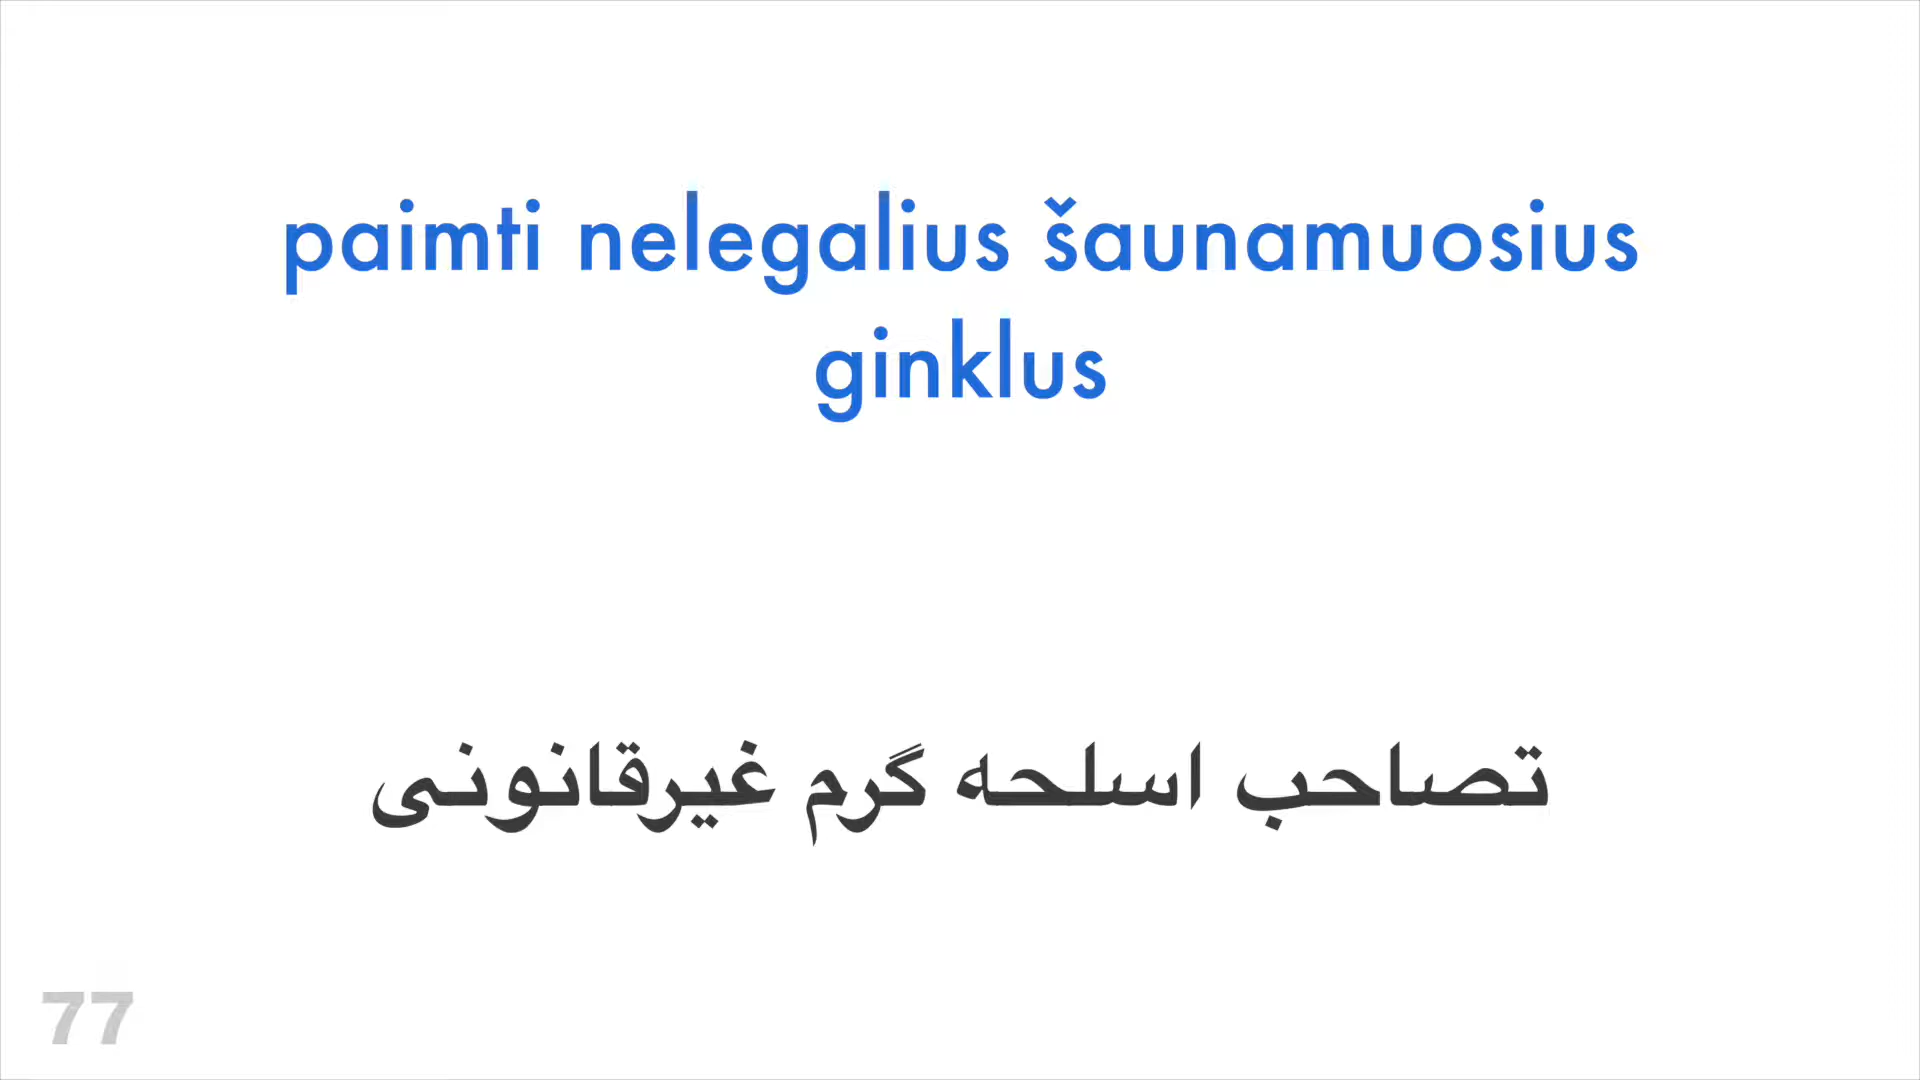 paimti nelegalius šaunamuosius
ginklus
تصاحب اسلحه گرم غیرقانونی
77